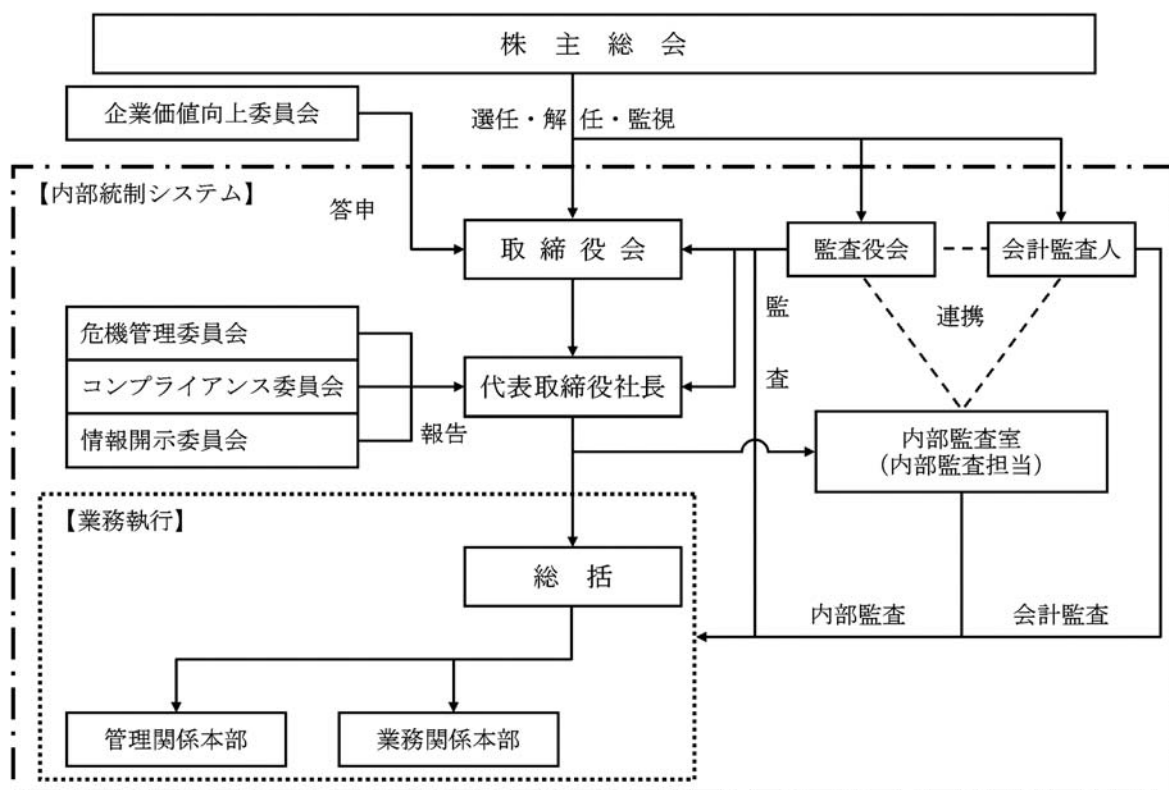 株 主 総 会
企業価値向上委員会
選任・解 任・監視
【内部統制システム】
答申
取 締 役 会
監査役会
会計監査人
連携
監
査
危機管理委員会
コンプライアンス委員会
情報開示委員会
報告
代表取締役社長
内部監査室
（内部監査担当）
【業務執行】
総 括
内部監査
会計監査
管理関係本部
業務関係本部